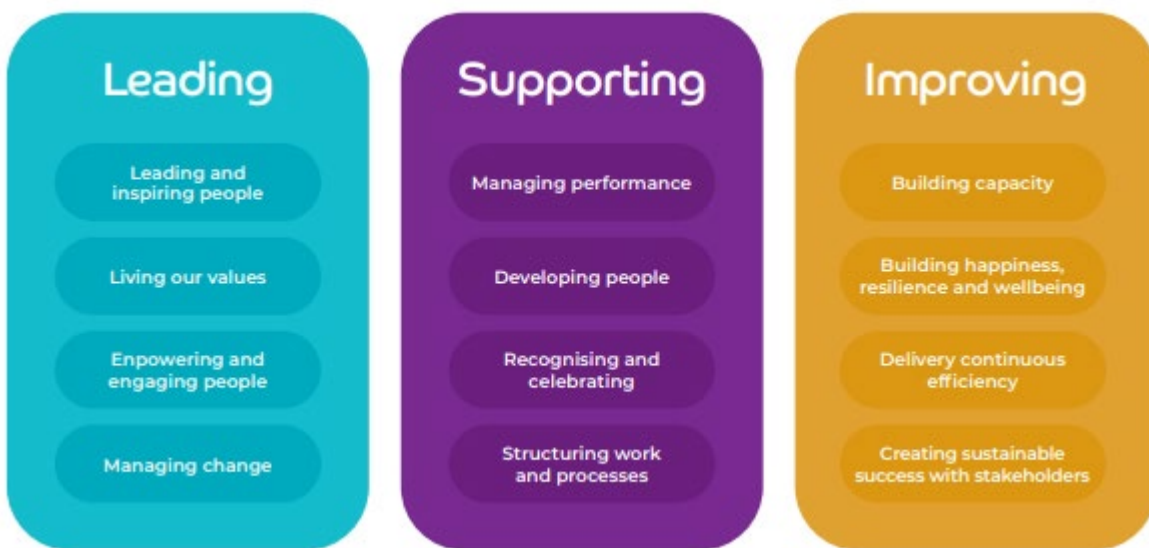 Leading
Leading and
inspiring people
Living our values
Enpowering and
engaging people
Managing change
Supporting
Managing performance
Developing people
Recognising and
celebrating
Structuring work
and processes
Improving
Building capacity
Building happiness,
resilience and wellbeing
Delivery continuous
efficiency
Creating sustainable
success with stakeholders